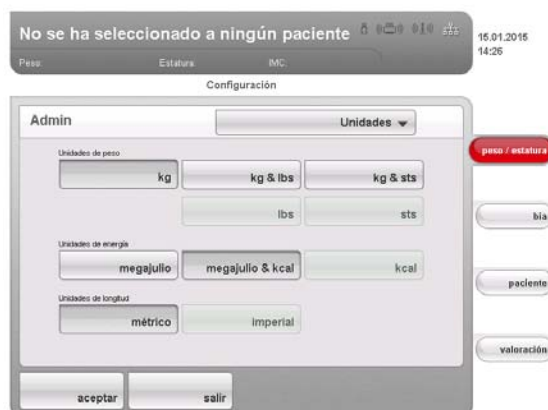 No se ha seleccionado a ningún paciente
15.01.2015
14:26
Peso: Estatura: IMC:
Configuración
Admin
Unidades
Unidades de peso
kg kg & lbs kg & sts
lbs sts
Unidades de energía
megajulio megajulio & kcal kcal
Unidades de longitud
métrico imperial
aceptar salir
peso / estatura
bia
paciente
valoración